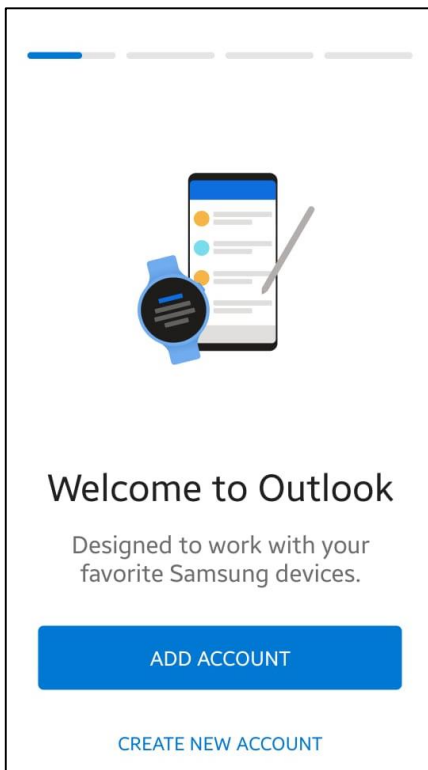 Welcome to Outlook
Designed to work with your
favorite Samsung devices.
ADD ACCOUNT
CREATE NEW ACCOUNT